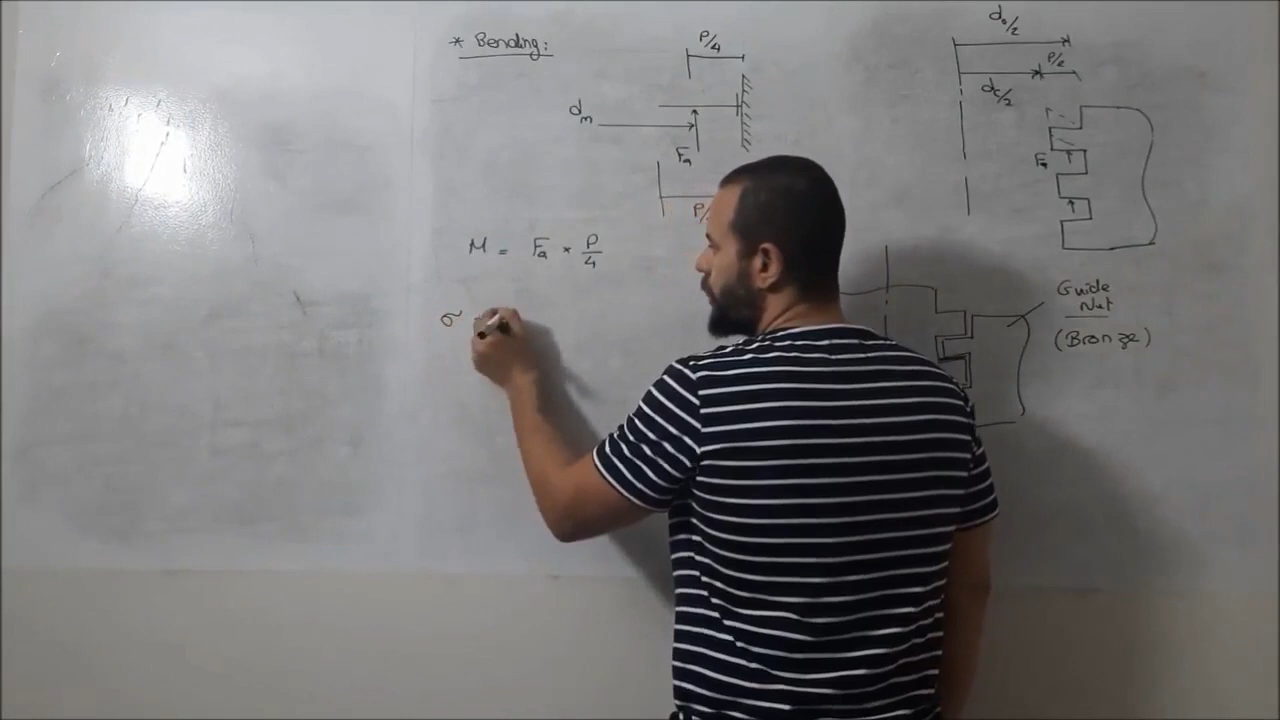 * Bending:
P/4
dm
Fa
P/
M = Fa * P/4
σ
do/2
dc/2
P/2
Fa
Guide
Nut
(Bronze)